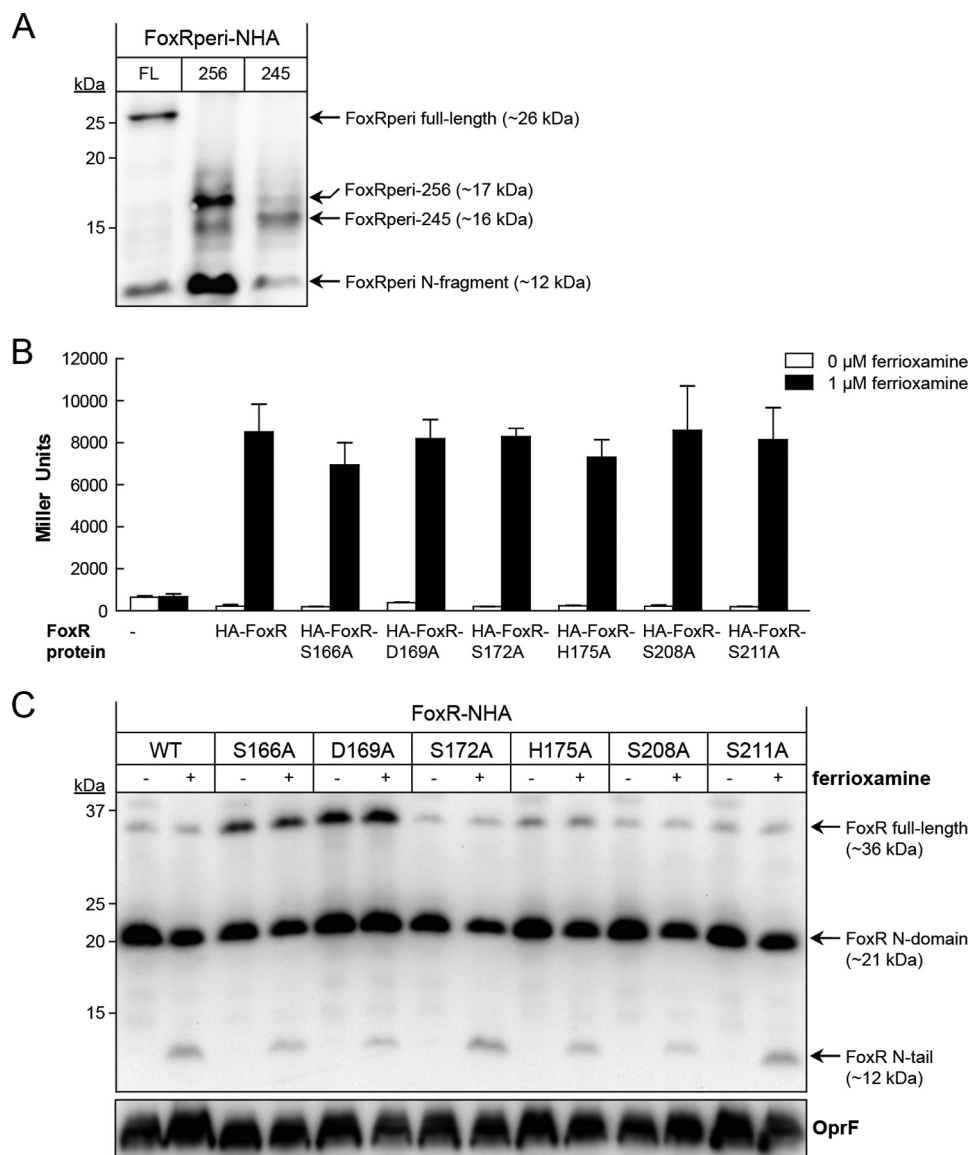 A
FoxRperi-NHA
FL 256 245
kDa
25
20
15
FoxRperi full-length (~26 kDa)
FoxRperi-256 (~17 kDa)
FoxRperi-245 (~16 kDa)
FoxRperi N-fragment (~12 kDa)
B
Miller Units
12000
10000
8000
6000
4000
2000
0
0 µM ferrioxamine
1 µM ferrioxamine
FoxR - HA-FoxR HA-FoxR- HA-FoxR- HA-FoxR- HA-FoxR- HA-FoxR- HA-FoxR-
protein S166A D169A S172A H175A S208A S211A
C
FoxR-NHA
WT S166A D169A S172A H175A S208A S211A
- + - + - + - + - + - + - + ferrioxamine
kDa
37
25
20
15
FoxR full-length
(~36 kDa)
FoxR N-domain
(~21 kDa)
FoxR N-tail
(~12 kDa)
OprF